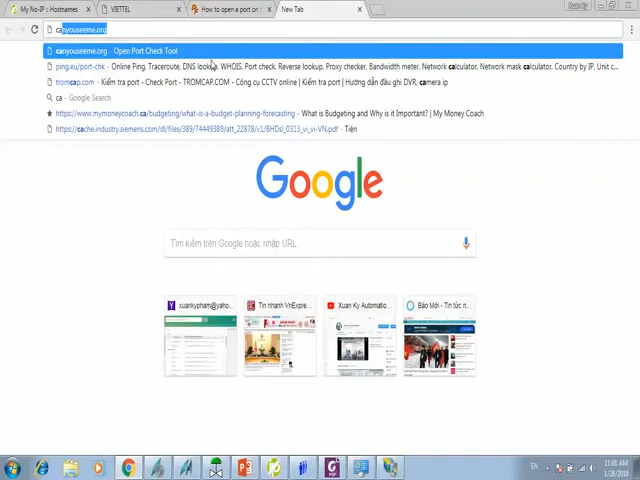 My No-IP :: Hostnames
VIETTEL
How to open a port on
New Tab
canyouseeme.org
canyouseeme.org - Open Port Check Tool
ping.eu/port-chk - Online Ping, Traceroute, DNS lookup, WHOIS, Port check, Reverse lookup, Proxy checker, Bandwidth meter, Network calculator, Network mask calculator, Country by IP, Unit c...
tromcap.com - Kiểm tra port - Check Port - TROMCAP.COM - Công cụ CCTV online | Kiểm tra port | Hướng dẫn đấu ghi DVR, camera ip
ca - Google Search
https://www.mymoneycoach.ca/budgeting/what-is-a-budget-planning-forecasting - What is Budgeting and Why is it Important? | My Money Coach
https://cache.industry.siemens.com/dl/files/389/74449389/att_22878/v1/BHDsl_0313_vi_vi-VN.pdf - Tiện
Google
Tìm kiếm trên Google hoặc nhập URL
xuankypham@yaho...
Tin nhanh VnExpre...
Xuan Ky Automatio...
Báo Mới - Tin tức n...
EN
11:01 AM
1/28/2018